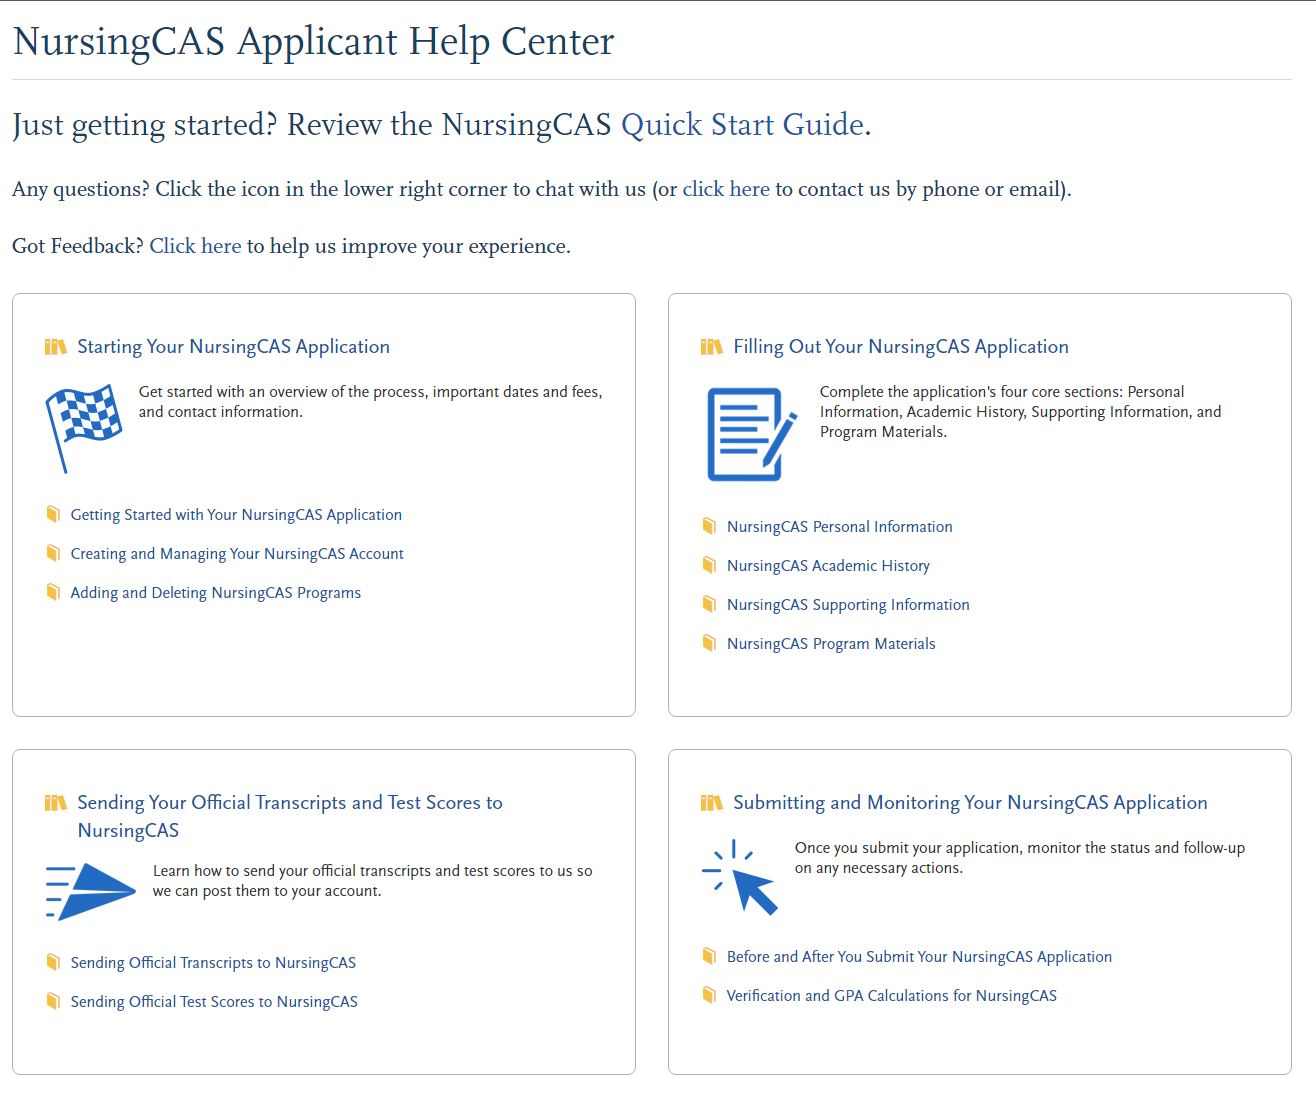 NursingCAS Applicant Help Center
Just getting started? Review the NursingCAS Quick Start Guide.
Any questions? Click the icon in the lower right corner to chat with us (or click here to contact us by phone or email).
Got Feedback? Click here to help us improve your experience.
Starting Your NursingCAS Application
Get started with an overview of the process, important dates and fees,
and contact information.
Getting Started with Your NursingCAS Application
Creating and Managing Your NursingCAS Account
Adding and Deleting NursingCAS Programs
Filling Out Your NursingCAS Application
Complete the application's four core sections: Personal
Information, Academic History, Supporting Information, and
Program Materials.
NursingCAS Personal Information
NursingCAS Academic History
NursingCAS Supporting Information
NursingCAS Program Materials
Sending Your Official Transcripts and Test Scores to
NursingCAS
Learn how to send your official transcripts and test scores to us so
we can post them to your account.
Sending Official Transcripts to NursingCAS
Sending Official Test Scores to NursingCAS
Submitting and Monitoring Your NursingCAS Application
Once you submit your application, monitor the status and follow-up
on any necessary actions.
Before and After You Submit Your NursingCAS Application
Verification and GPA Calculations for NursingCAS